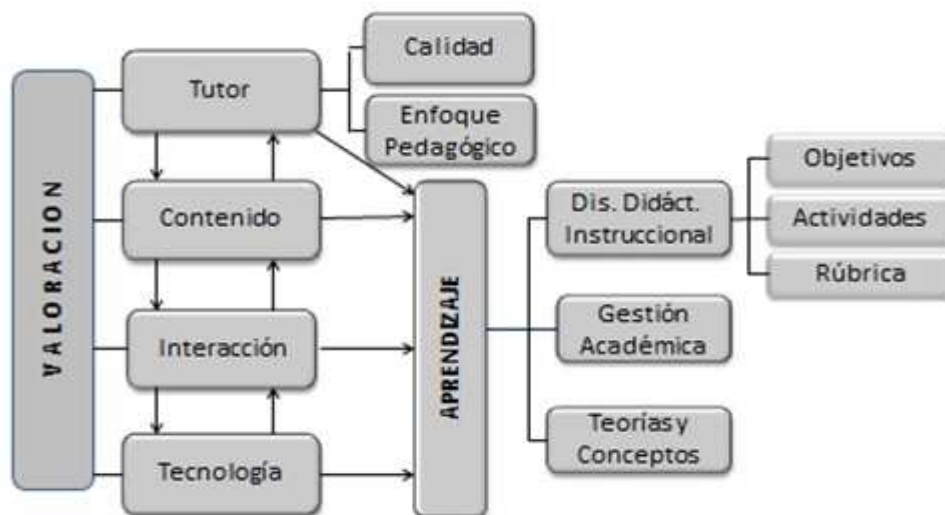 VALORACION
Tutor
Calidad
Enfoque
Pedagógico
Contenido
Interacción
Tecnología
APRENDIZAJE
Dis. Didáct.
Instruccional
Objetivos
Actividades
Rúbrica
Gestión
Académica
Teorías y
Conceptos